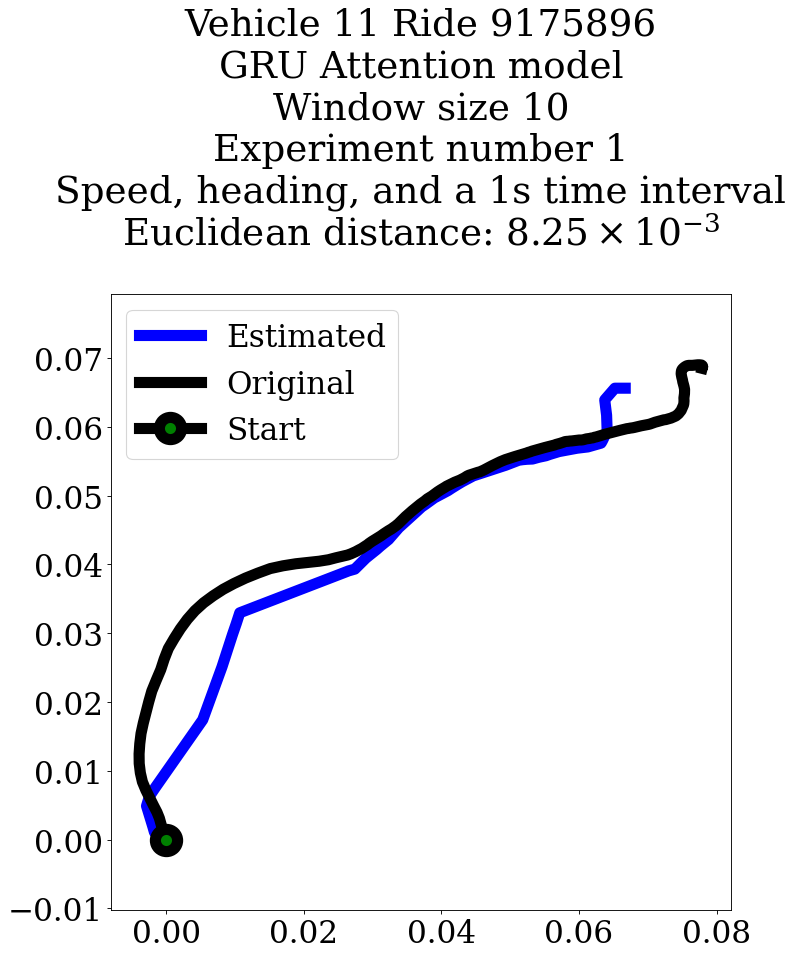 Vehicle 11 Ride 9175896
GRU Attention model
Window size 10
Experiment number 1
Speed, heading, and a 1s time interval
Euclidean distance: 8.25 × 10⁻³
Estimated
Original
Start
0.07
0.06
0.05
0.04
0.03
0.02
0.01
0.00
−0.01
0.00 0.02 0.04 0.06 0.08